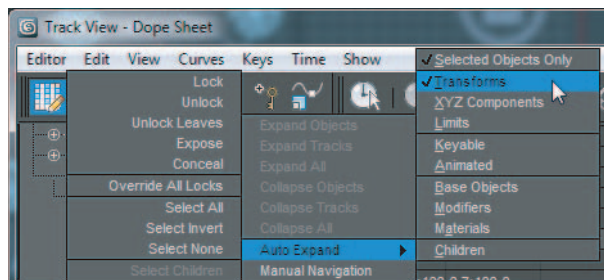 Track View - Dope Sheet
Editor Edit View Curves Keys Time Show
Lock
Unlock
Unlock Leaves
Expose
Conceal
Override All Locks
Select All
Select Invert
Select None
Select Children
Expand Objects
Expand Tracks
Expand All
Collapse Objects
Collapse Tracks
Collapse All
Auto Expand
Manual Navigation
Selected Objects Only
Transforms
XYZ Components
Limits
Keyable
Animated
Base Objects
Modifiers
Materials
Children